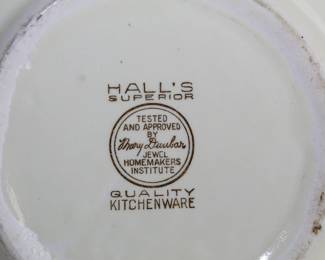 HALL'S
SUPERIOR
TESTED
AND APPROVED
BY
Mary Dunbar
JEWEL
HOMEMAKERS
INSTITUTE
QUALITY
KITCHENWARE